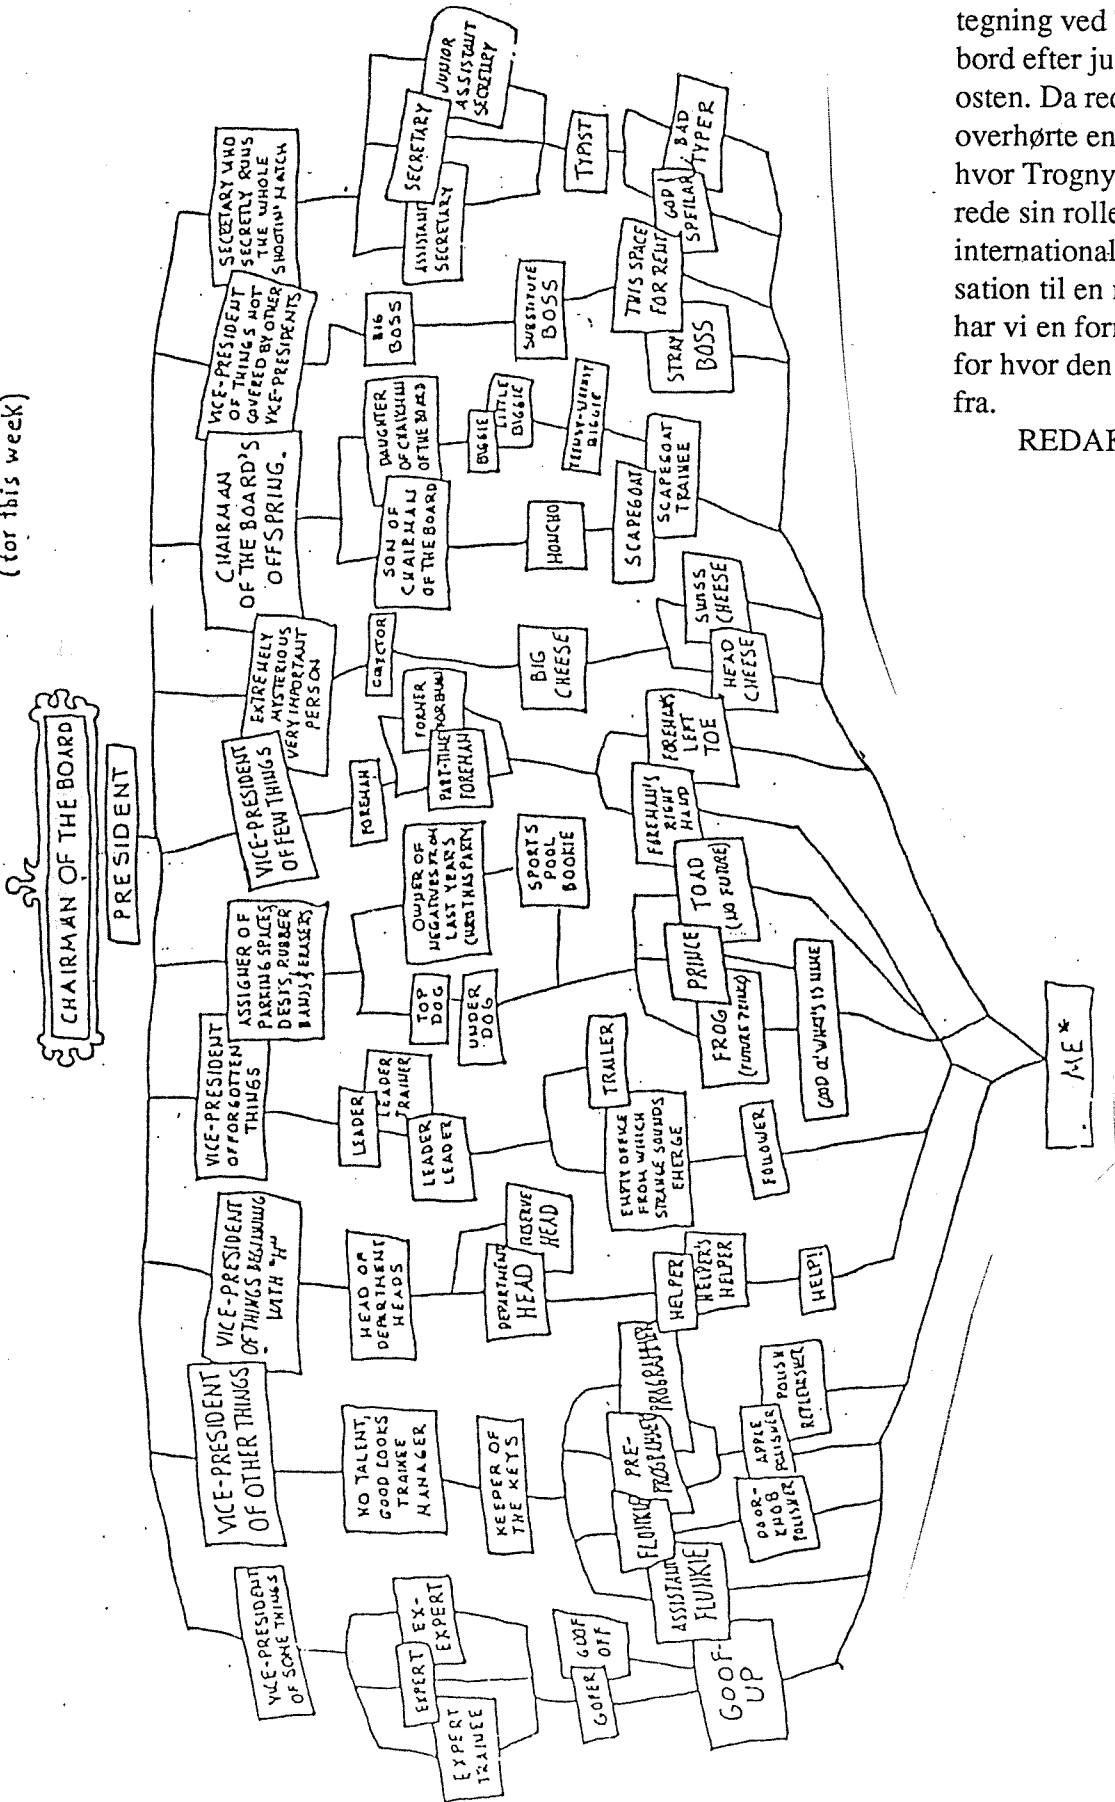 (for this week)
CHAIRMAN OF THE BOARD
PRESIDENT
VICE-PRESIDENT
OF SOME THINGS
VICE-PRESIDENT
OF OTHER THINGS
VICE-PRESIDENT
OF THINGS BEGINNING
WITH "H"
VICE-PRESIDENT
OF FORGOTTEN
THINGS
ASSIGNER OF
PARKING SPACES,
DESKS, RUBBER
BANDS & ERASERS
VICE-PRESIDENT
OF FEW THINGS
EXTREMELY
MYSTERIOUS
VERY IMPORTANT
PERSON
CHAIRMAN
OF THE BOARD'S
OFFSPRING.
VICE-PRESIDENT
OF THINGS NOT
COVERED BY OTHER
VICE-PRESIDENTS
SECRETARY WHO
SECRETLY RUNS
THE WHOLE
SHOOTIN' MATCH
EXPERT
TRAINEE
EXPERT
EX-
EXPERT
NO TALENT,
GOOD LOOKS,
TRAINEE
MANAGER
HEAD OF
DEPARTMENT
HEADS
LEADER
LEADER
TRAINER
LEADER
LEADER
TOP
DOG
UNDER
DOG
OWNER OF
NEGATIVES FROM
LAST YEAR'S
CHRISTMAS PARTY
FOREMAN
PART-TIME
FOREMAN
FORMER
FOREMAN
SON OF
CHAIRMAN
OF THE BOARD
DAUGHTER
OF CHAIRMAN
OF THE BOARD
BIG
BOSS
ASSISTANT
SECRETARY
SECRETARY
JUNIOR
ASSISTANT
SECRETARY
KEEPER OF
THE KEYS
DEPARTMENT
HEAD
RESERVE
HEAD
SPORTS
POOL
BOOKIE
BIG
CHEESE
HONCHO
BIGGIE
LITTLE
BIGGIE
TEENSY-WEENSY
BIGGIE
SUBSTITUTE
BOSS
TYPIST
GOFER
GOOF
OFF
GOOF-
UP
ASSISTANT
FLUNKIE
FLUNKIE
PRE-
PROGRAMMER
PROGRAMMER
HELPER
HELPER'S
HELPER
EMPTY OFFICE
FROM WHICH
STRANGE SOUNDS
EMERGE
TRAILER
FROG
PRINCE
TOAD
(NO FUTURE)
FOREMAN'S
RIGHT
HAND
FOREMAN'S
LEFT
TOE
HEAD
CHEESE
SWISS
CHEESE
SCAPEGOAT
SCAPEGOAT
TRAINEE
STRAY
BOSS
THIS SPACE
FOR RENT
BAD
TYPER
DOOR-
KNOB
POLISHER
APPLE
POLISHER
POLISH
REPLENISHER
HELP!!
FOLLOWER
GOOD OL' WHAT'S IS NAME
ME*
tegning ved
bord efter ju
osten. Da red
overhørte en
hvor Trogny
rede sin rolle
international
sation til en
har vi en forn
for hvor den
fra.
REDAK